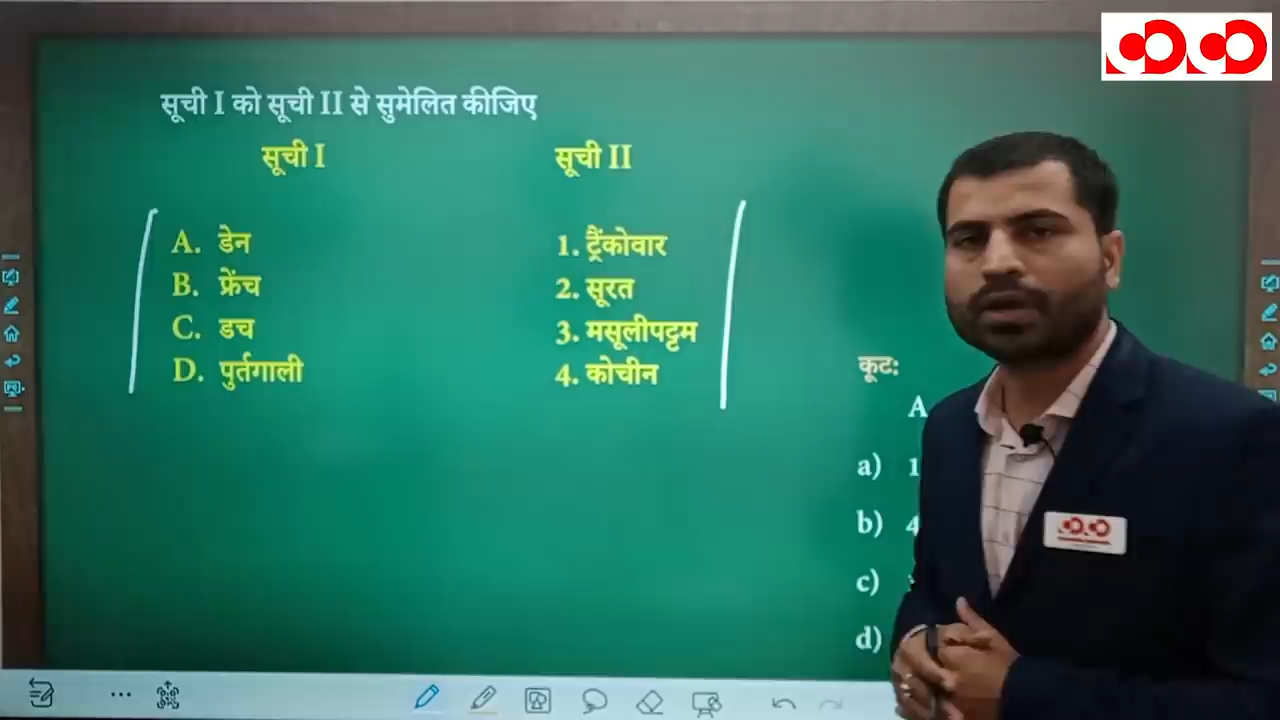 सूची I को सूची II से सुमेलित कीजिए
सूची I सूची II
A. डेन 1. ट्रैंकोवार
B. फ्रेंच 2. सूरत
C. डच 3. मसूलीपट्टम
D. पुर्तगाली 4. कोचीन
कूट:
A
a) 1
b) 4
c)
d)